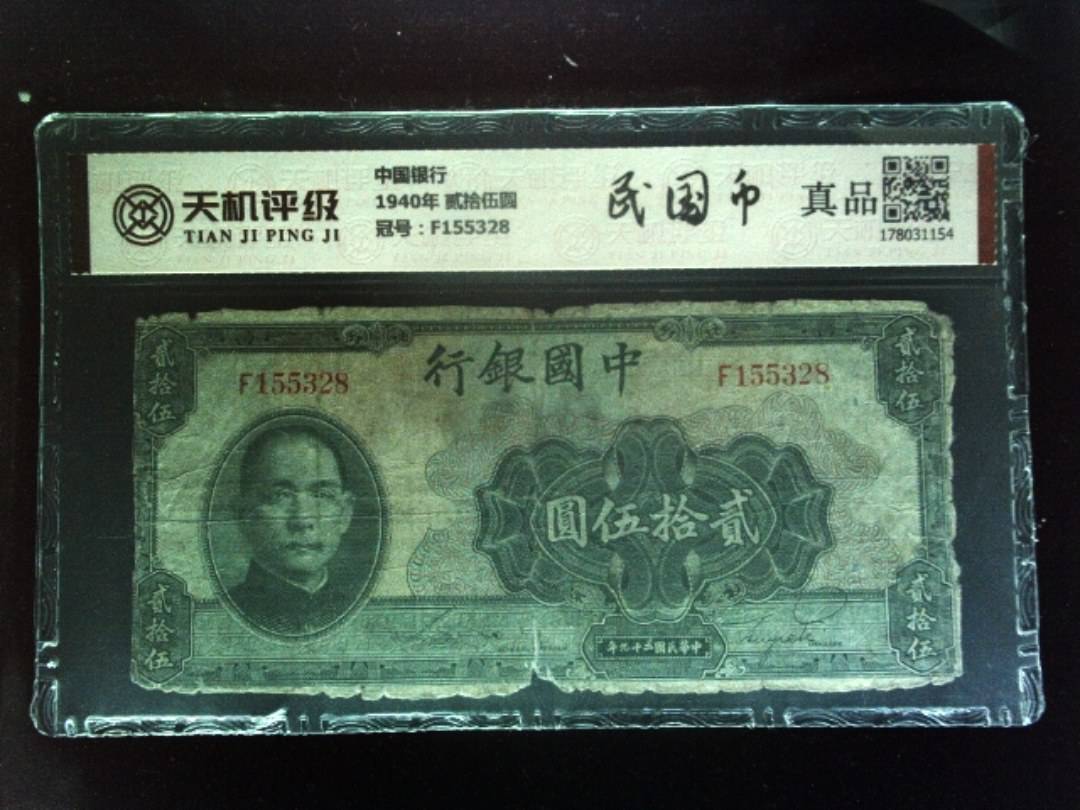 天机评级
TIAN JI PING JI
中国银行
1940年 贰拾伍圆
冠号：F155328
民国币
真品
178031154
行銀國中
F155328
F155328
貳拾伍
貳拾伍
圓伍拾貳
貳拾伍
貳拾伍
年九十二國民華中